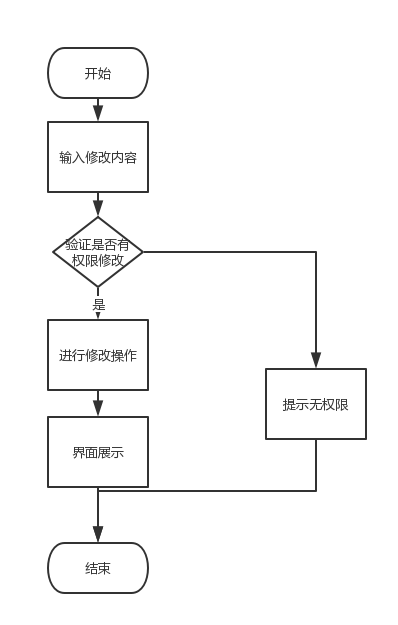 开始
输入修改内容
验证是否有
权限修改
是
进行修改操作
提示无权限
界面展示
结束